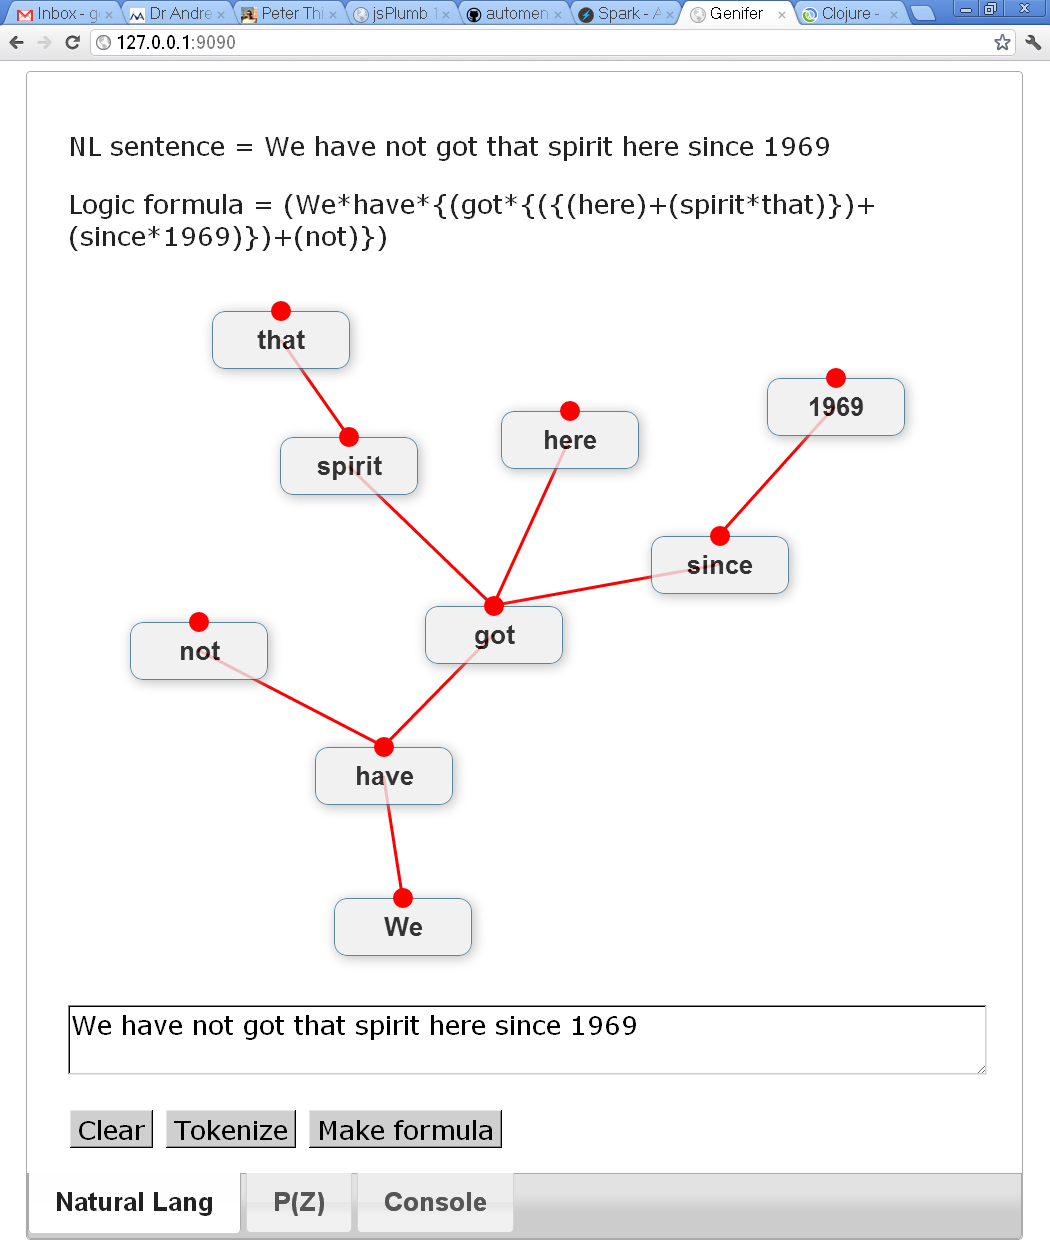 Inbox - g
Dr Andre
Peter Thi
jsPlumb 1
automen
Spark - A
Genifer
Clojure -
127.0.0.1:9090
NL sentence = We have not got that spirit here since 1969
Logic formula = (We*have*{(got*{({(here)+(spirit*that)})+
(since*1969)})+(not)})
that
1969
here
spirit
since
got
not
have
We
We have not got that spirit here since 1969
Clear Tokenize Make formula
Natural Lang P(Z) Console